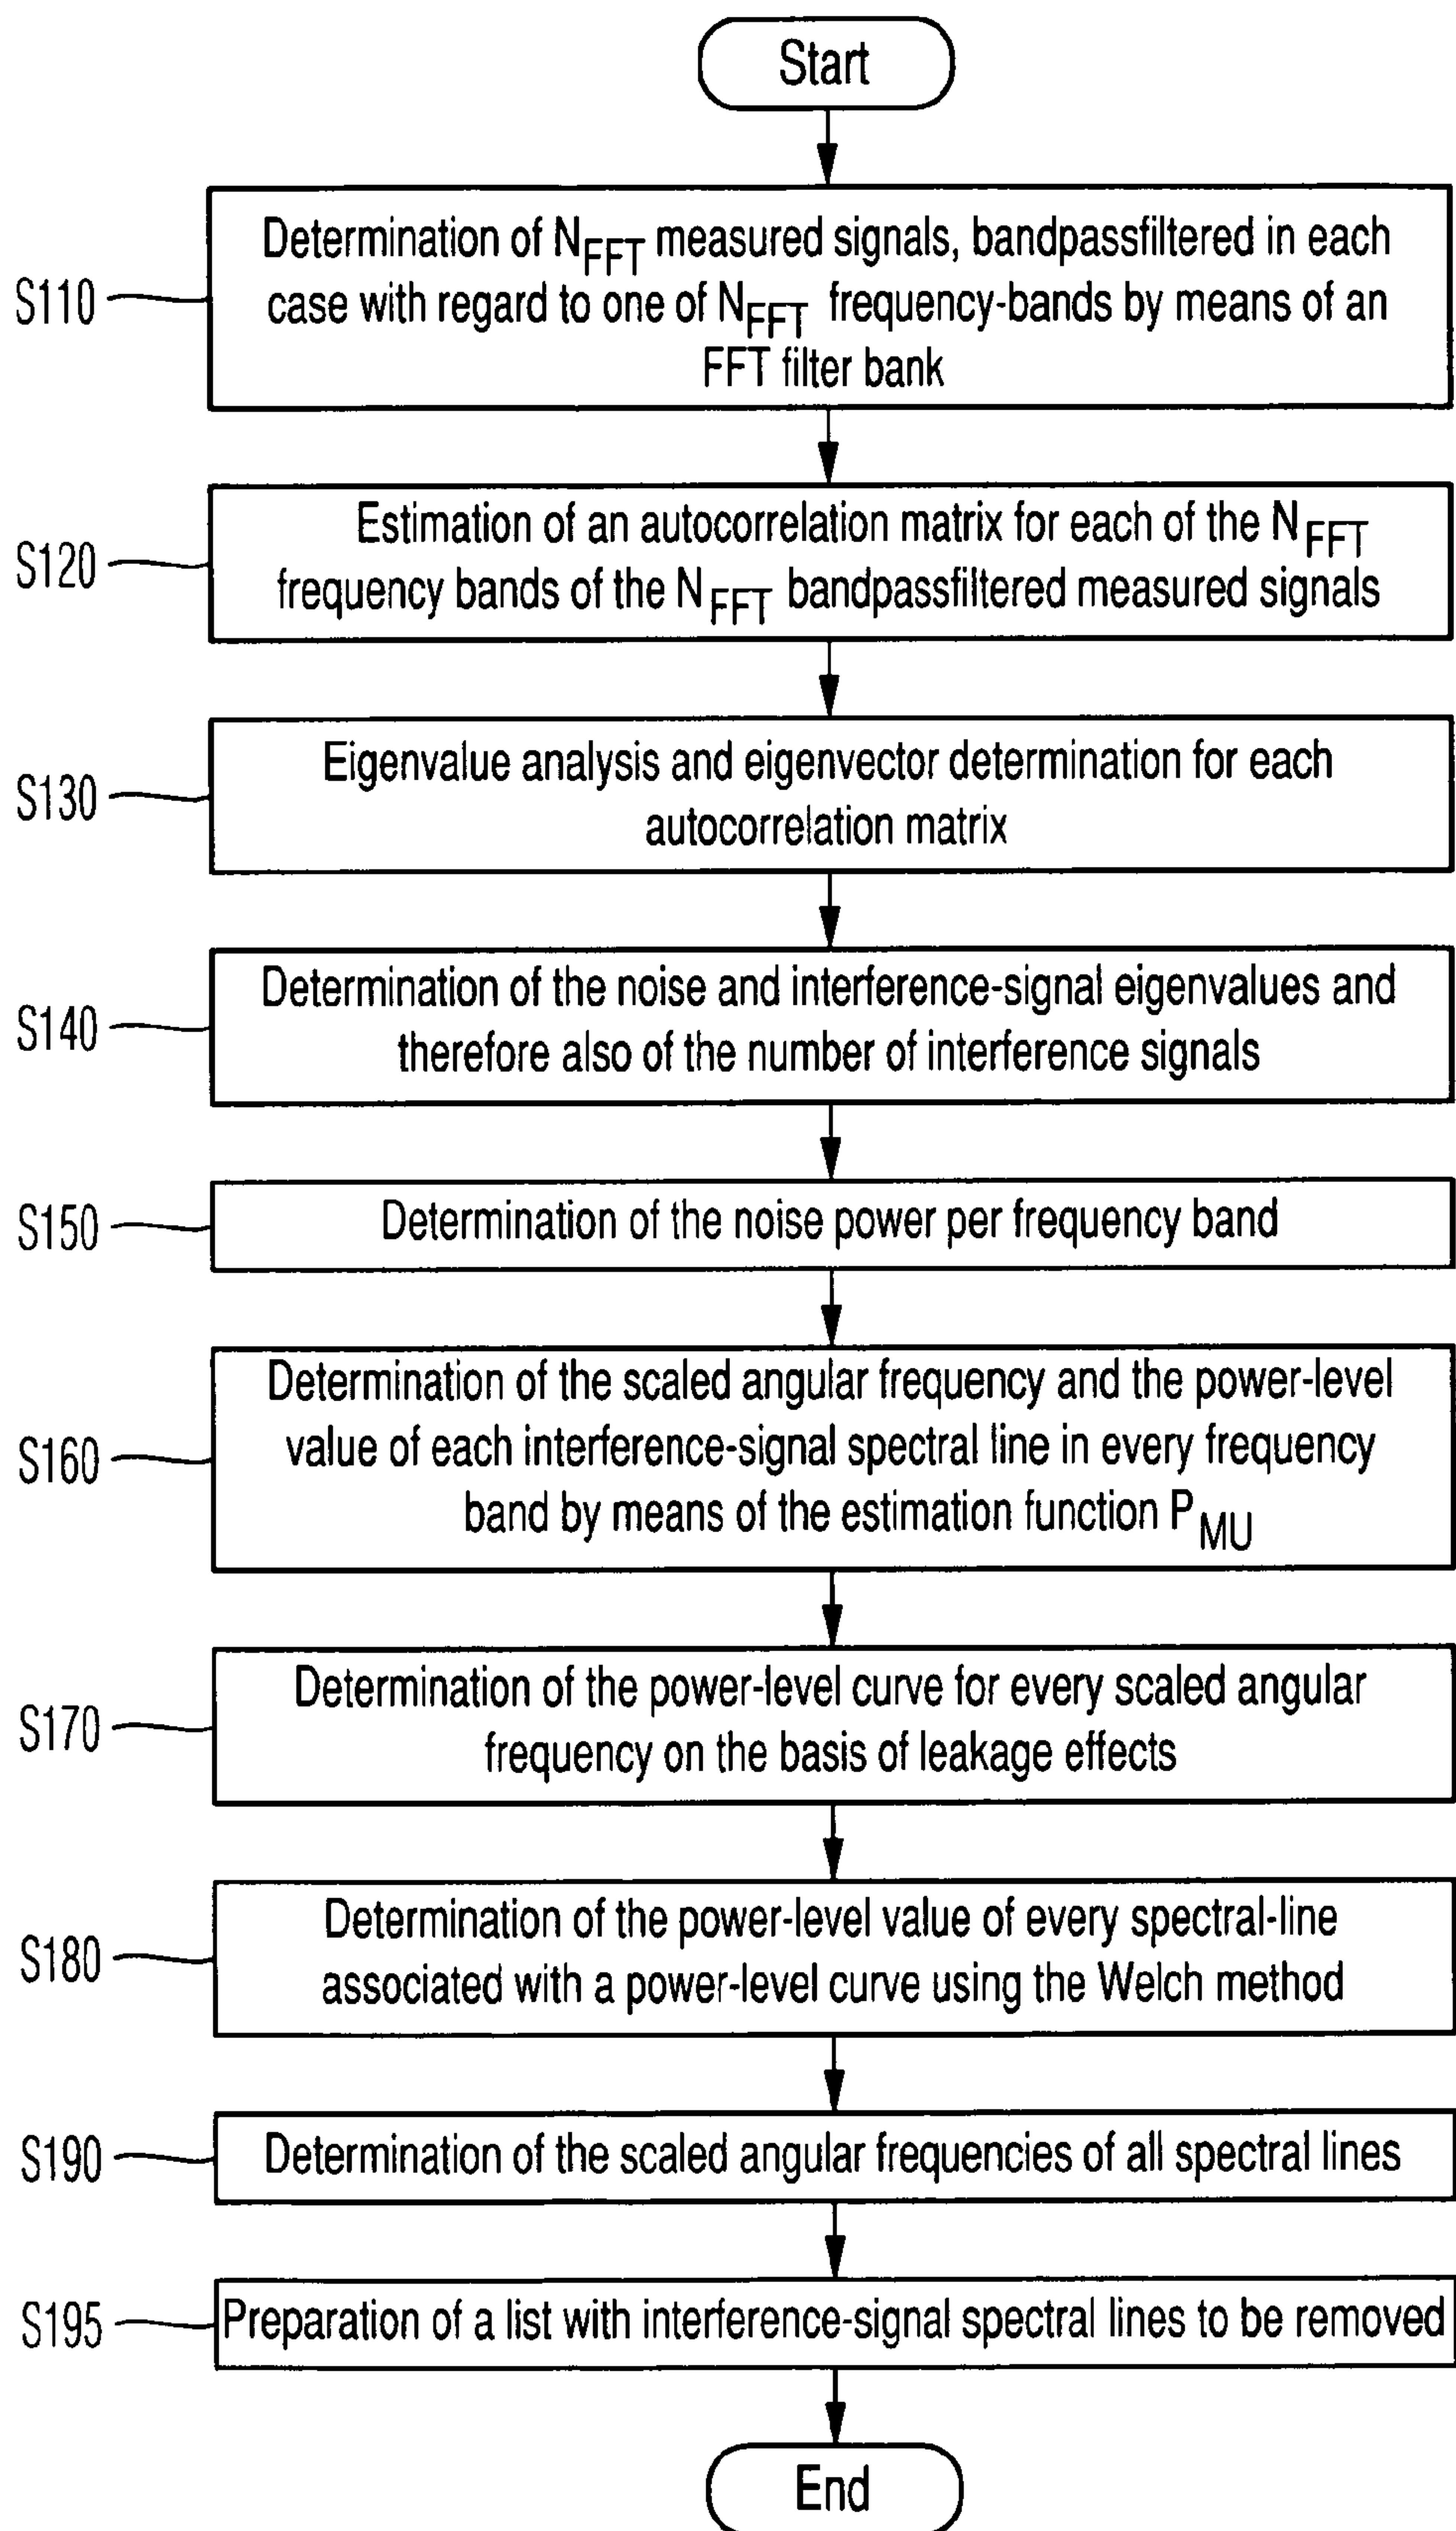 Start
S110
Determination of N_FFT measured signals, bandpassfiltered in each
case with regard to one of N_FFT frequency-bands by means of an
FFT filter bank
S120
Estimation of an autocorrelation matrix for each of the N_FFT
frequency bands of the N_FFT bandpassfiltered measured signals
S130
Eigenvalue analysis and eigenvector determination for each
autocorrelation matrix
S140
Determination of the noise and interference-signal eigenvalues and
therefore also of the number of interference signals
S150
Determination of the noise power per frequency band
S160
Determination of the scaled angular frequency and the power-level
value of each interference-signal spectral line in every frequency
band by means of the estimation function P_MU
S170
Determination of the power-level curve for every scaled angular
frequency on the basis of leakage effects
S180
Determination of the power-level value of every spectral-line
associated with a power-level curve using the Welch method
S190
Determination of the scaled angular frequencies of all spectral lines
S195
Preparation of a list with interference-signal spectral lines to be removed
End